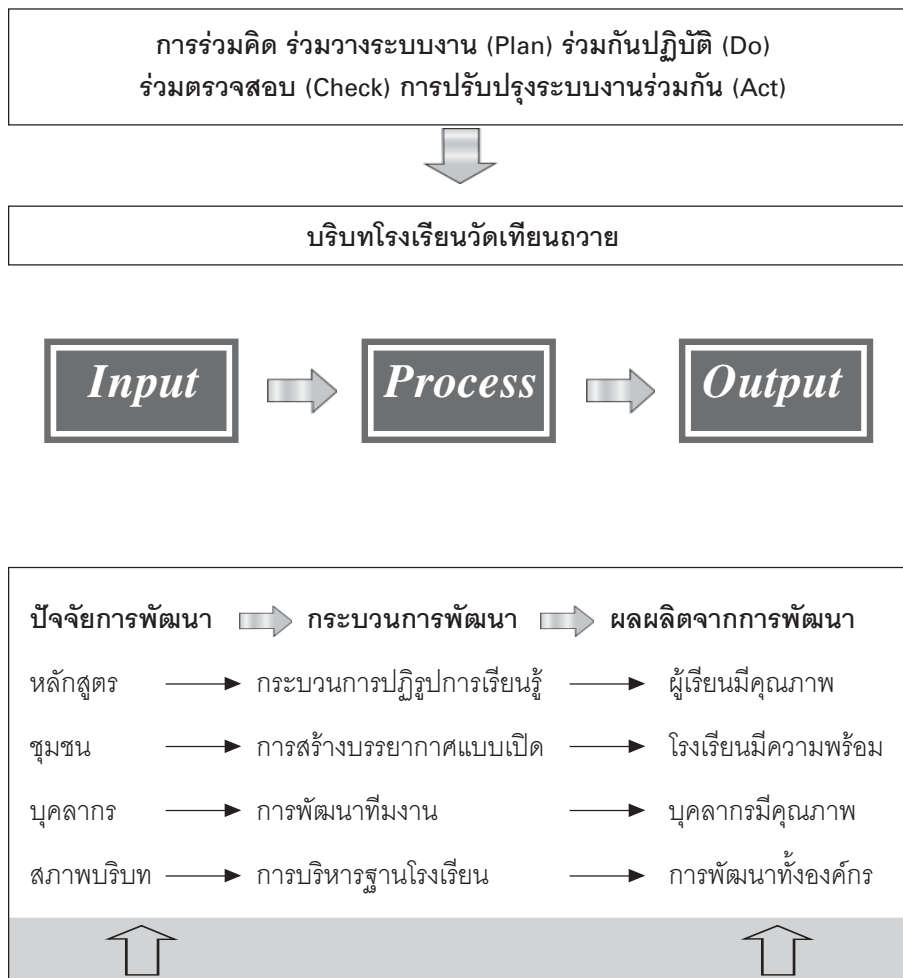 การร่วมคิด ร่วมวางระบบงาน (Plan) ร่วมกันปฏิบัติ (Do)
ร่วมตรวจสอบ (Check) การปรับปรุงระบบงานร่วมกัน (Act)
บริบทโรงเรียนวัดเทียนถวาย
Input Process Output
ปัจจัยการพัฒนา กระบวนการพัฒนา ผลผลิตจากการพัฒนา
หลักสูตร กระบวนการปฏิรูปการเรียนรู้ ผู้เรียนมีคุณภาพ
ชุมชน การสร้างบรรยากาศแบบเปิด โรงเรียนมีความพร้อม
บุคลากร การพัฒนาทีมงาน บุคลากรมีคุณภาพ
สภาพบริบท การบริหารฐานโรงเรียน การพัฒนาทั้งองค์กร